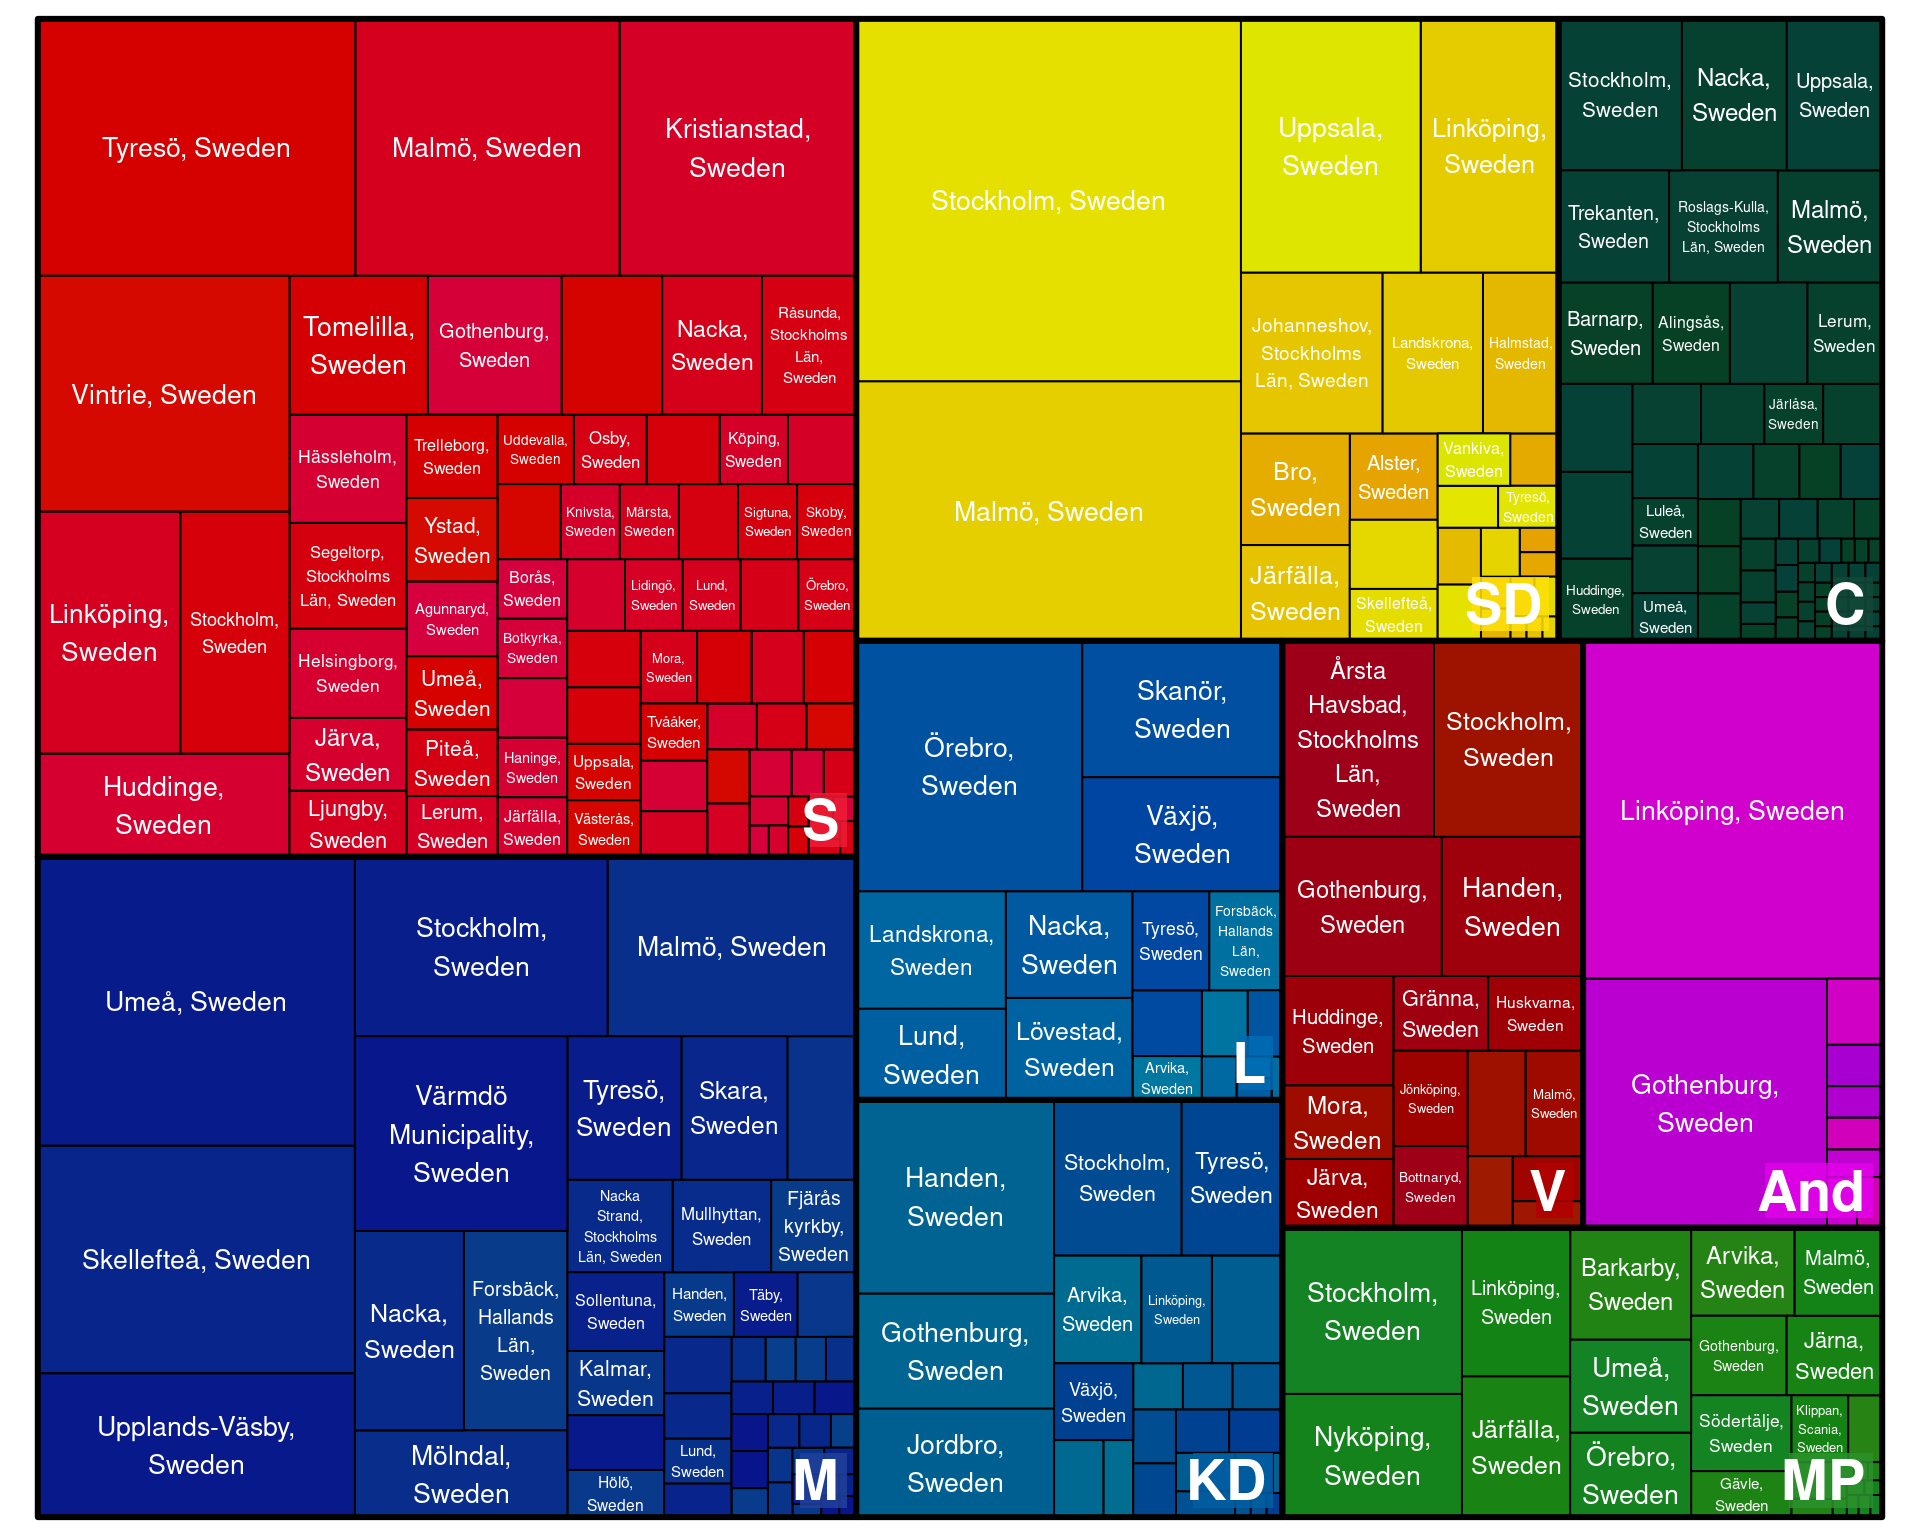 Tyresö, Sweden
Malmö, Sweden
Kristianstad,
Sweden
Vintrie, Sweden
Tomelilla,
Sweden
Gothenburg,
Sweden
Nacka,
Sweden
Råsunda,
Stockholms
Län,
Sweden
Linköping,
Sweden
Stockholm,
Sweden
Huddinge,
Sweden
Hässleholm,
Sweden
Segeltorp,
Stockholms
Län, Sweden
Helsingborg,
Sweden
Järva,
Sweden
Ljungby,
Sweden
Trelleborg,
Sweden
Ystad,
Sweden
Agunnaryd,
Sweden
Umeå,
Sweden
Piteå,
Sweden
Lerum,
Sweden
Uddevalla,
Sweden
Osby,
Sweden
Köping,
Sweden
Knivsta,
Sweden
Märsta,
Sweden
Sigtuna,
Sweden
Skoby,
Sweden
Borås,
Sweden
Botkyrka,
Sweden
Haninge,
Sweden
Järfälla,
Sweden
Lidingö,
Sweden
Lund,
Sweden
Örebro,
Sweden
Mora,
Sweden
Tvååker,
Sweden
Uppsala,
Sweden
Västerås,
Sweden
S
Umeå, Sweden
Skellefteå, Sweden
Upplands-Väsby,
Sweden
Stockholm,
Sweden
Malmö, Sweden
Värmdö
Municipality,
Sweden
Tyresö,
Sweden
Skara,
Sweden
Nacka
Strand,
Stockholms
Län, Sweden
Mullhyttan,
Sweden
Fjärås
kyrkby,
Sweden
Nacka,
Sweden
Forsbäck,
Hallands
Län,
Sweden
Mölndal,
Sweden
Sollentuna,
Sweden
Handen,
Sweden
Täby,
Sweden
Kalmar,
Sweden
Lund,
Sweden
Hölö,
Sweden
M
Stockholm, Sweden
Malmö, Sweden
Uppsala,
Sweden
Linköping,
Sweden
Johanneshov,
Stockholms
Län, Sweden
Landskrona,
Sweden
Halmstad,
Sweden
Bro,
Sweden
Järfälla,
Sweden
Alster,
Sweden
Vankiva,
Sweden
Tyresö,
Sweden
Skellefteå,
Sweden
SD
Stockholm,
Sweden
Nacka,
Sweden
Uppsala,
Sweden
Trekanten,
Sweden
Roslags-Kulla,
Stockholms
Län, Sweden
Malmö,
Sweden
Barnarp,
Sweden
Alingsås,
Sweden
Lerum,
Sweden
Järlåsa,
Sweden
Luleå,
Sweden
Huddinge,
Sweden
Umeå,
Sweden
C
Örebro,
Sweden
Skanör,
Sweden
Växjö,
Sweden
Landskrona,
Sweden
Nacka,
Sweden
Tyresö,
Sweden
Forsbäck,
Hallands
Län,
Sweden
Lund,
Sweden
Lövestad,
Sweden
Arvika,
Sweden
L
Handen,
Sweden
Gothenburg,
Sweden
Jordbro,
Sweden
Stockholm,
Sweden
Tyresö,
Sweden
Arvika,
Sweden
Linköping,
Sweden
Växjö,
Sweden
KD
Årsta
Havsbad,
Stockholms
Län,
Sweden
Stockholm,
Sweden
Gothenburg,
Sweden
Handen,
Sweden
Huddinge,
Sweden
Gränna,
Sweden
Huskvarna,
Sweden
Mora,
Sweden
Järva,
Sweden
Jönköping,
Sweden
Malmö,
Sweden
Bottnaryd,
Sweden
V
Linköping, Sweden
Gothenburg,
Sweden
And
Stockholm,
Sweden
Nyköping,
Sweden
Linköping,
Sweden
Järfälla,
Sweden
Barkarby,
Sweden
Umeå,
Sweden
Örebro,
Sweden
Arvika,
Sweden
Malmö,
Sweden
Gothenburg,
Sweden
Järna,
Sweden
Södertälje,
Sweden
Klippan,
Scania,
Sweden
Gävle,
Sweden
MP